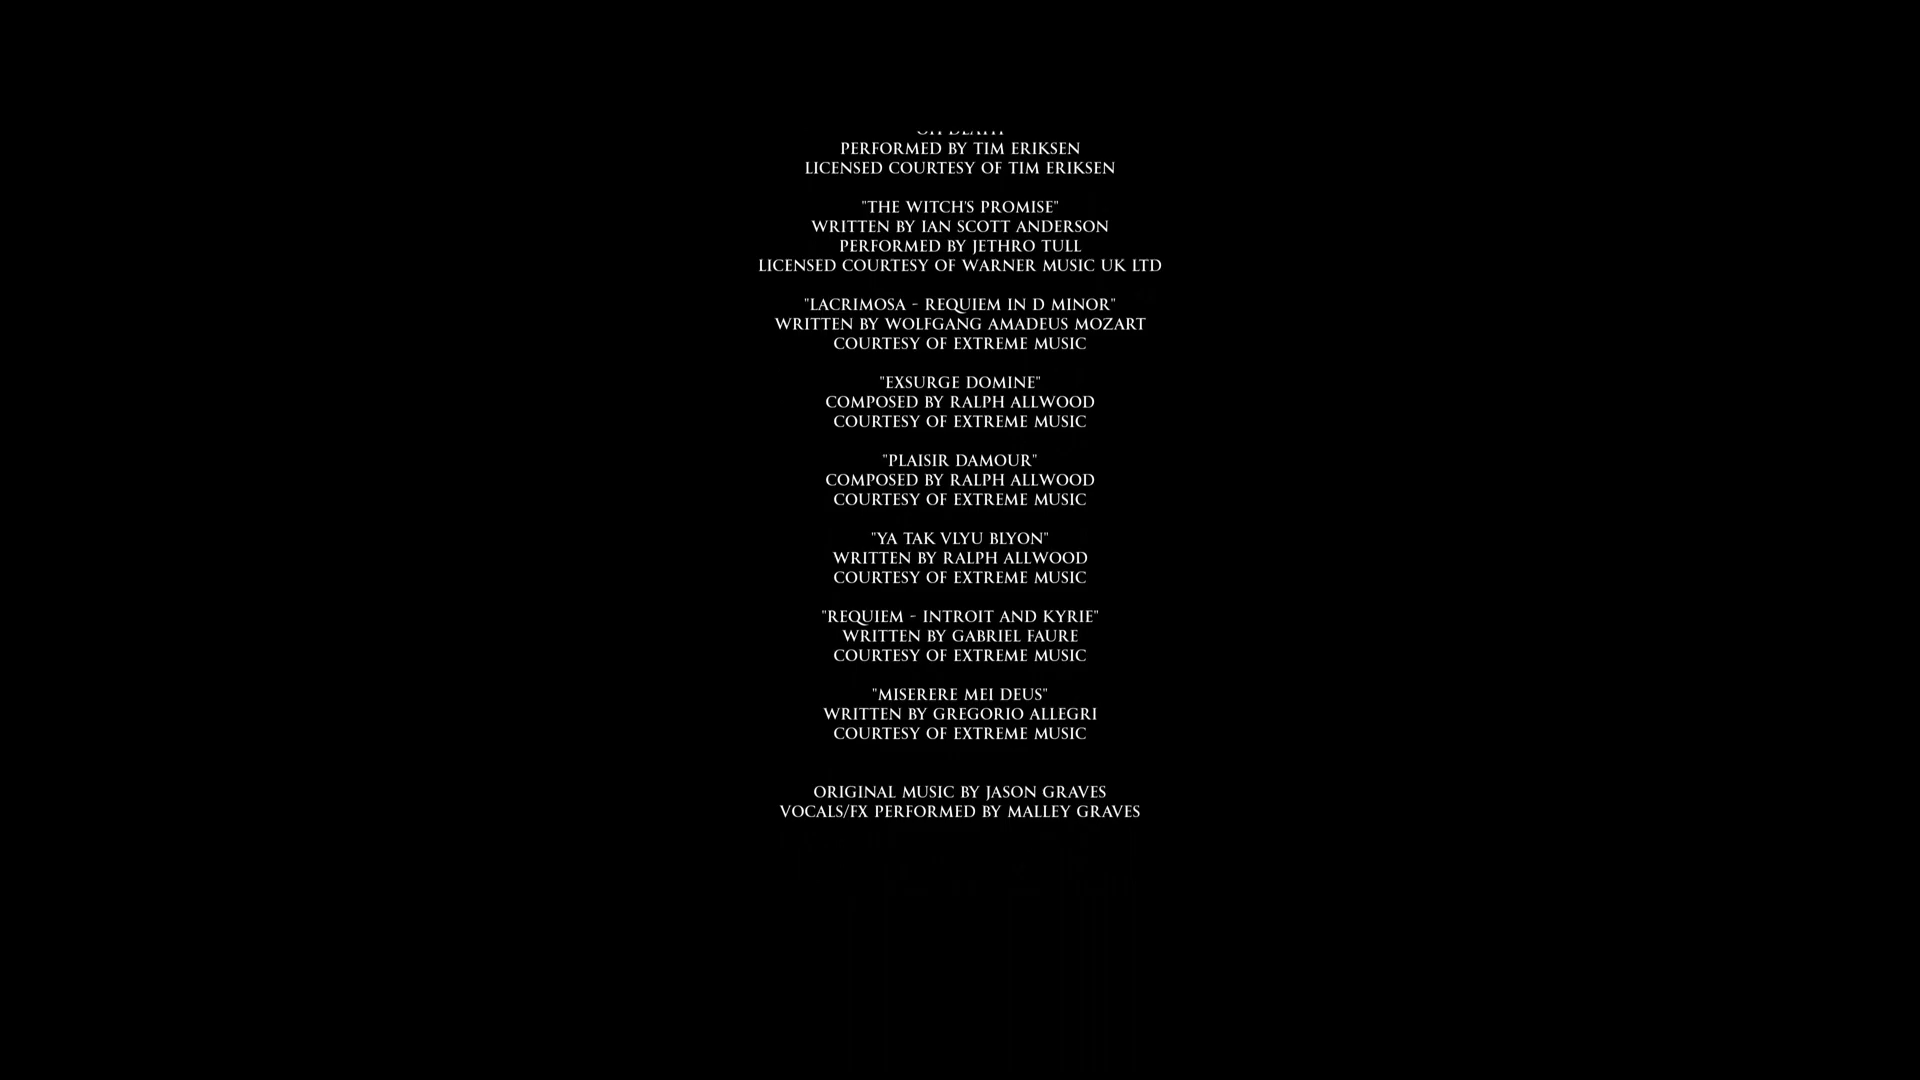 PERFORMED BY TIM ERIKSEN
LICENSED COURTESY OF TIM ERIKSEN
"THE WITCH'S PROMISE"
WRITTEN BY IAN SCOTT ANDERSON
PERFORMED BY JETHRO TULL
LICENSED COURTESY OF WARNER MUSIC UK LTD
"LACRIMOSA - REQUIEM IN D MINOR"
WRITTEN BY WOLFGANG AMADEUS MOZART
COURTESY OF EXTREME MUSIC
"EXSURGE DOMINE"
COMPOSED BY RALPH ALLWOOD
COURTESY OF EXTREME MUSIC
"PLAISIR DAMOUR"
COMPOSED BY RALPH ALLWOOD
COURTESY OF EXTREME MUSIC
"YA TAK VLYU BLYON"
WRITTEN BY RALPH ALLWOOD
COURTESY OF EXTREME MUSIC
"REQUIEM - INTROIT AND KYRIE"
WRITTEN BY GABRIEL FAURE
COURTESY OF EXTREME MUSIC
"MISERERE MEI DEUS"
WRITTEN BY GREGORIO ALLEGRI
COURTESY OF EXTREME MUSIC
ORIGINAL MUSIC BY JASON GRAVES
VOCALS/FX PERFORMED BY MALLEY GRAVES